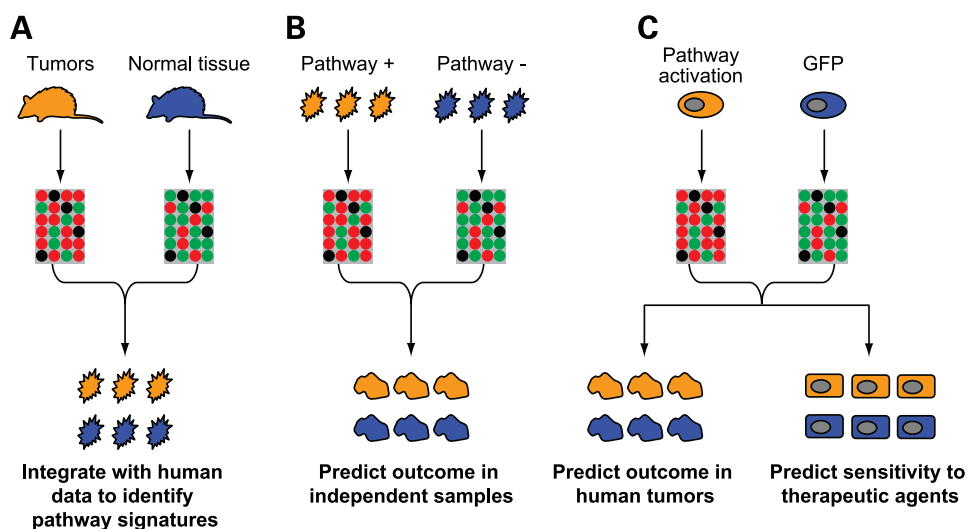 A
B
C
Tumors
Normal tissue
Pathway +
Pathway -
Pathway
activation
GFP
Integrate with human
data to identify
pathway signatures
Predict outcome in
independent samples
Predict outcome in
human tumors
Predict sensitivity to
therapeutic agents